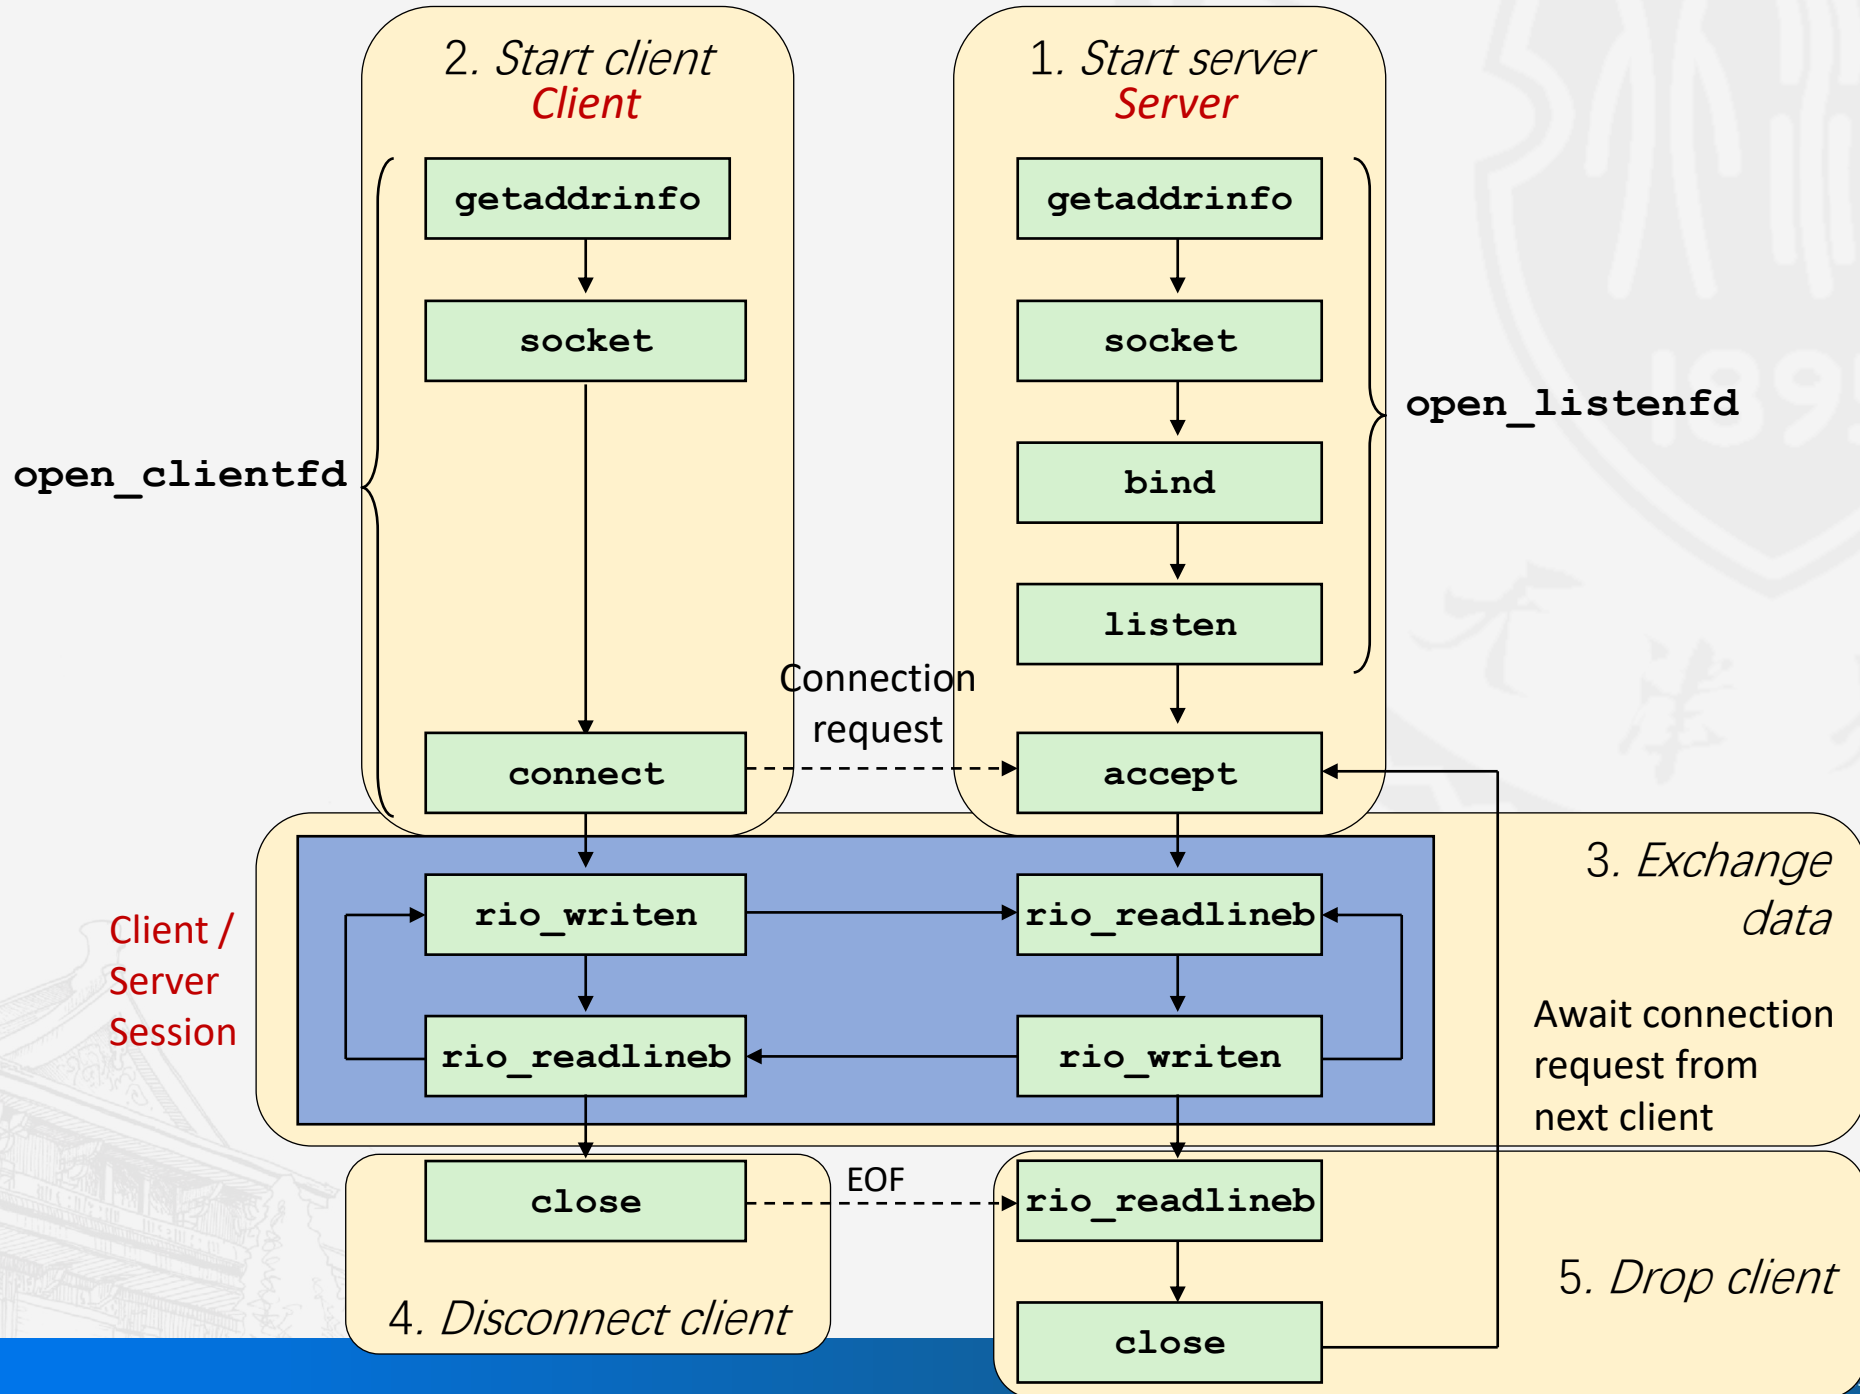 2. Start client
Client
1. Start server
Server
getaddrinfo
getaddrinfo
socket
socket
open_listenfd
open_clientfd
bind
listen
Connection
request
connect
accept
3. Exchange
data
Client /
Server
Session
rio_writen
rio_readlineb
rio_readlineb
rio_writen
Await connection
request from
next client
close
EOF
rio_readlineb
4. Disconnect client
5. Drop client
close
1895